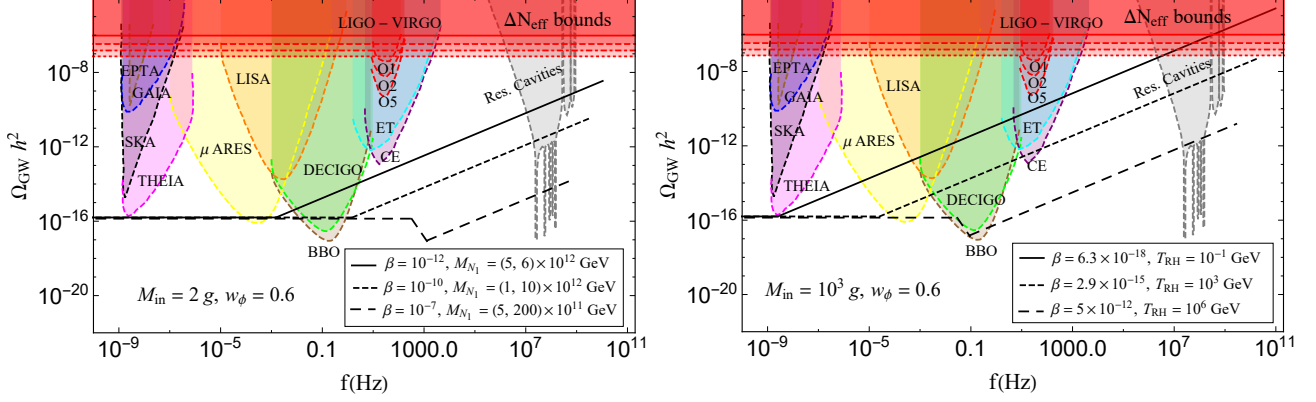 LIGO – VIRGO
ΔN_eff bounds
EPTA
GAIA
SKA
THEIA
LISA
μ ARES
DECIGO
BBO
O1
O2
O5
ET
CE
Res. Cavities
10^−8
10^−12
10^−16
10^−20
Ω_GW h^2
M_in = 2 g, w_ϕ = 0.6
β = 10^−12, M_N_1 = (5, 6)×10^12 GeV
β = 10^−10, M_N_1 = (1, 10)×10^12 GeV
β = 10^−7, M_N_1 = (5, 200)×10^11 GeV
10^−9 10^−5 0.1 1000.0 10^7 10^11
f(Hz)
LIGO – VIRGO
ΔN_eff bounds
EPTA
GAIA
SKA
THEIA
LISA
μ ARES
DECIGO
BBO
O1
O2
O5
ET
CE
Res. Cavities
10^−8
10^−12
10^−16
10^−20
Ω_GW h^2
M_in = 10^3 g, w_ϕ = 0.6
β = 6.3 × 10^−18, T_RH = 10^−1 GeV
β = 2.9×10^−15, T_RH = 10^3 GeV
β = 5×10^−12, T_RH = 10^6 GeV
10^−9 10^−5 0.1 1000.0 10^7 10^11
f(Hz)